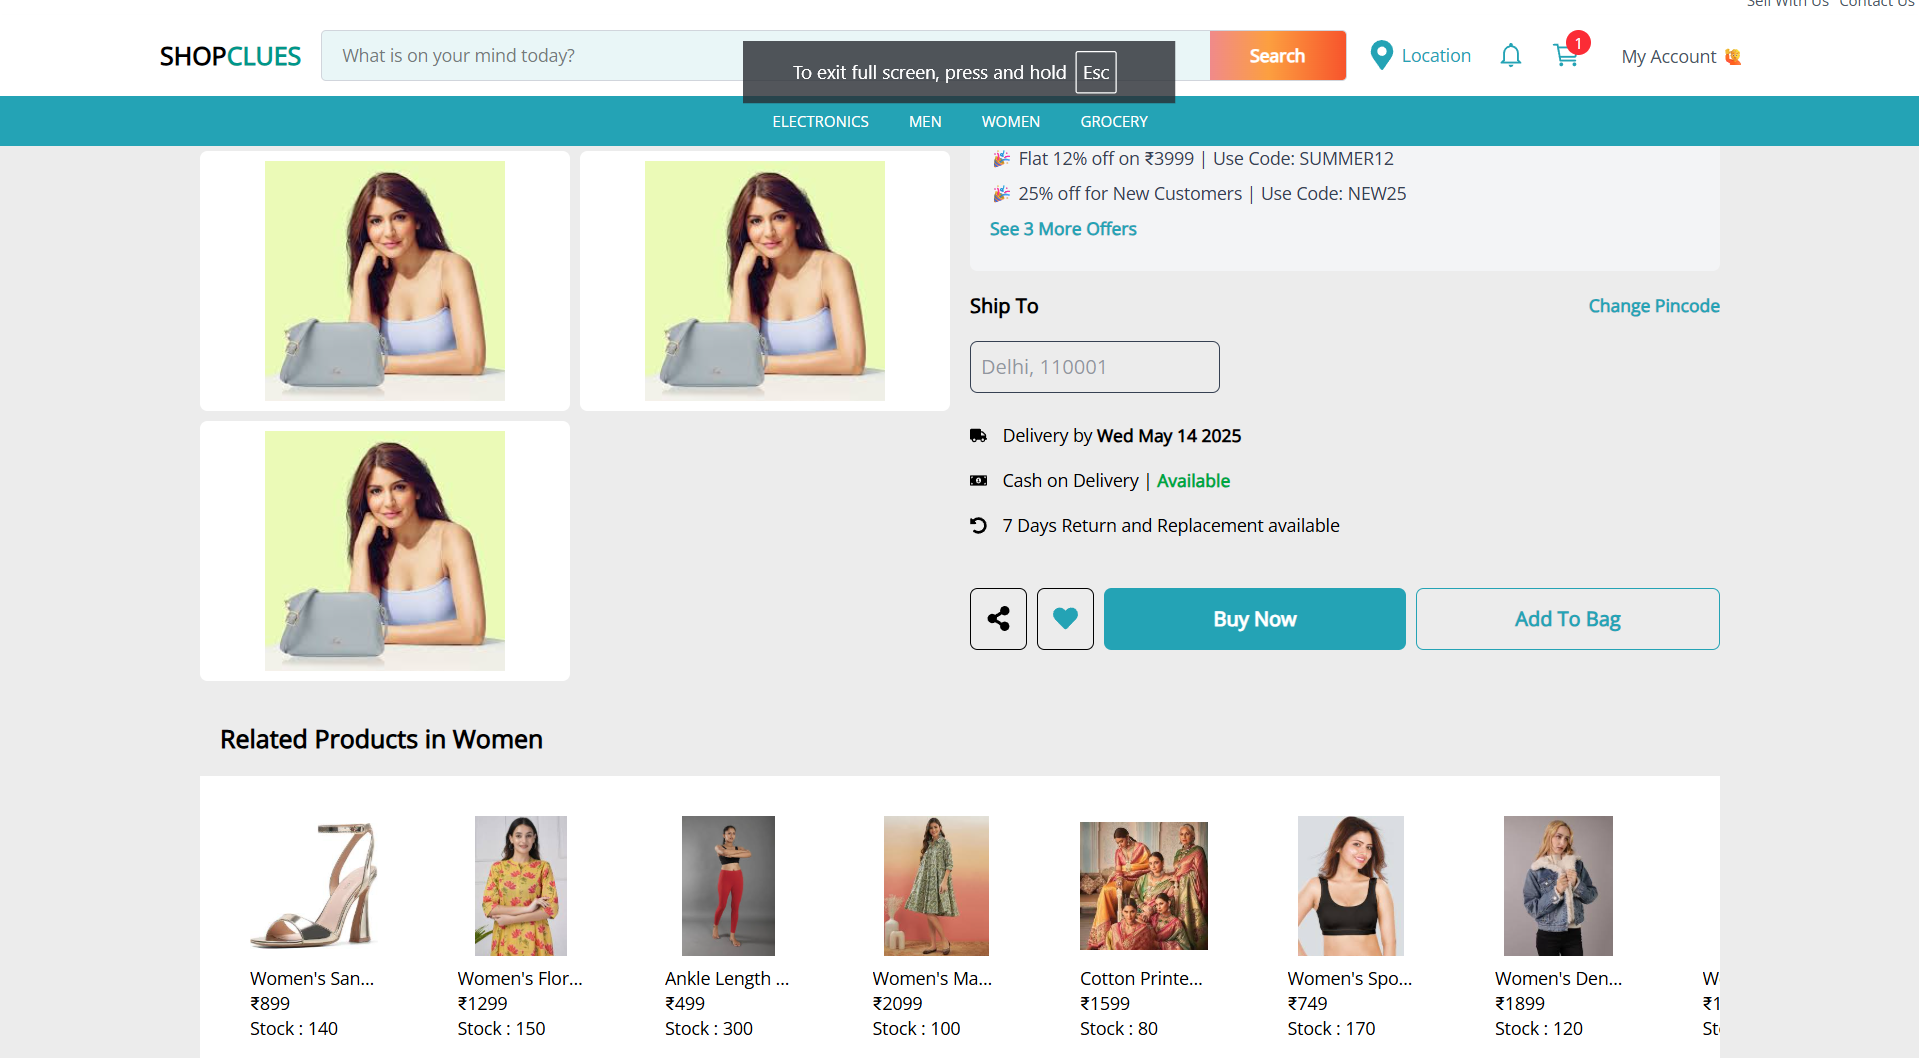 Sell With Us Contact Us
SHOPCLUES
What is on your mind today?
To exit full screen, press and hold Esc
Search
Location
1
My Account
ELECTRONICS MEN WOMEN GROCERY
Flat 12% off on ₹3999 | Use Code: SUMMER12
25% off for New Customers | Use Code: NEW25
See 3 More Offers
Ship To
Change Pincode
Delhi, 110001
Delivery by Wed May 14 2025
Cash on Delivery | Available
7 Days Return and Replacement available
Buy Now
Add To Bag
Related Products in Women
Women's San...
₹899
Stock : 140
Women's Flor...
₹1299
Stock : 150
Ankle Length ...
₹499
Stock : 300
Women's Ma...
₹2099
Stock : 100
Cotton Printe...
₹1599
Stock : 80
Women's Spo...
₹749
Stock : 170
Women's Den...
₹1899
Stock : 120